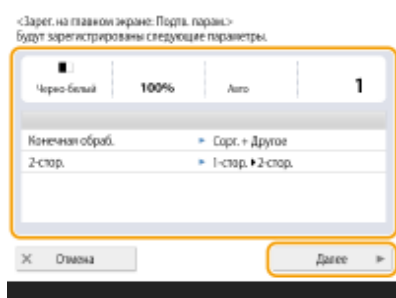 <Зарег. на главном экране: Подтв. парам.>
Будут зарегистрированы следующие параметры.
Черно-белый 100% Авто 1
Конечная обраб. ▶ Сорт. + Другое
2-стор. ▶ 1-стор. ▶ 2-стор.
× Отмена Далее ▶